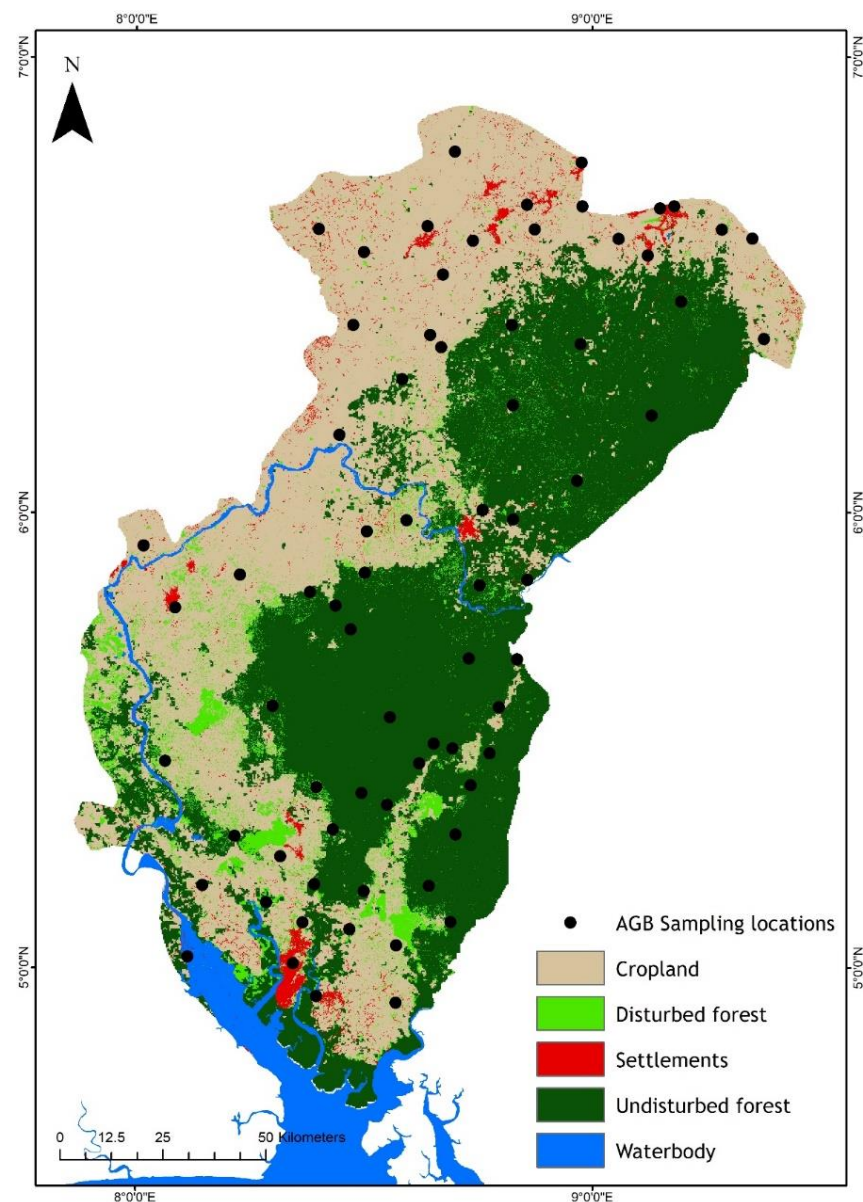 8°0'0"E 9°0'0"E
7°0'0"N 7°0'0"N
N
6°0'0"N 6°0'0"N
AGB Sampling locations
Cropland
5°0'0"N 5°0'0"N
Disturbed forest
Settlements
Undisturbed forest
0 12.5 25 50 Kilometers
Waterbody
8°0'0"E 9°0'0"E